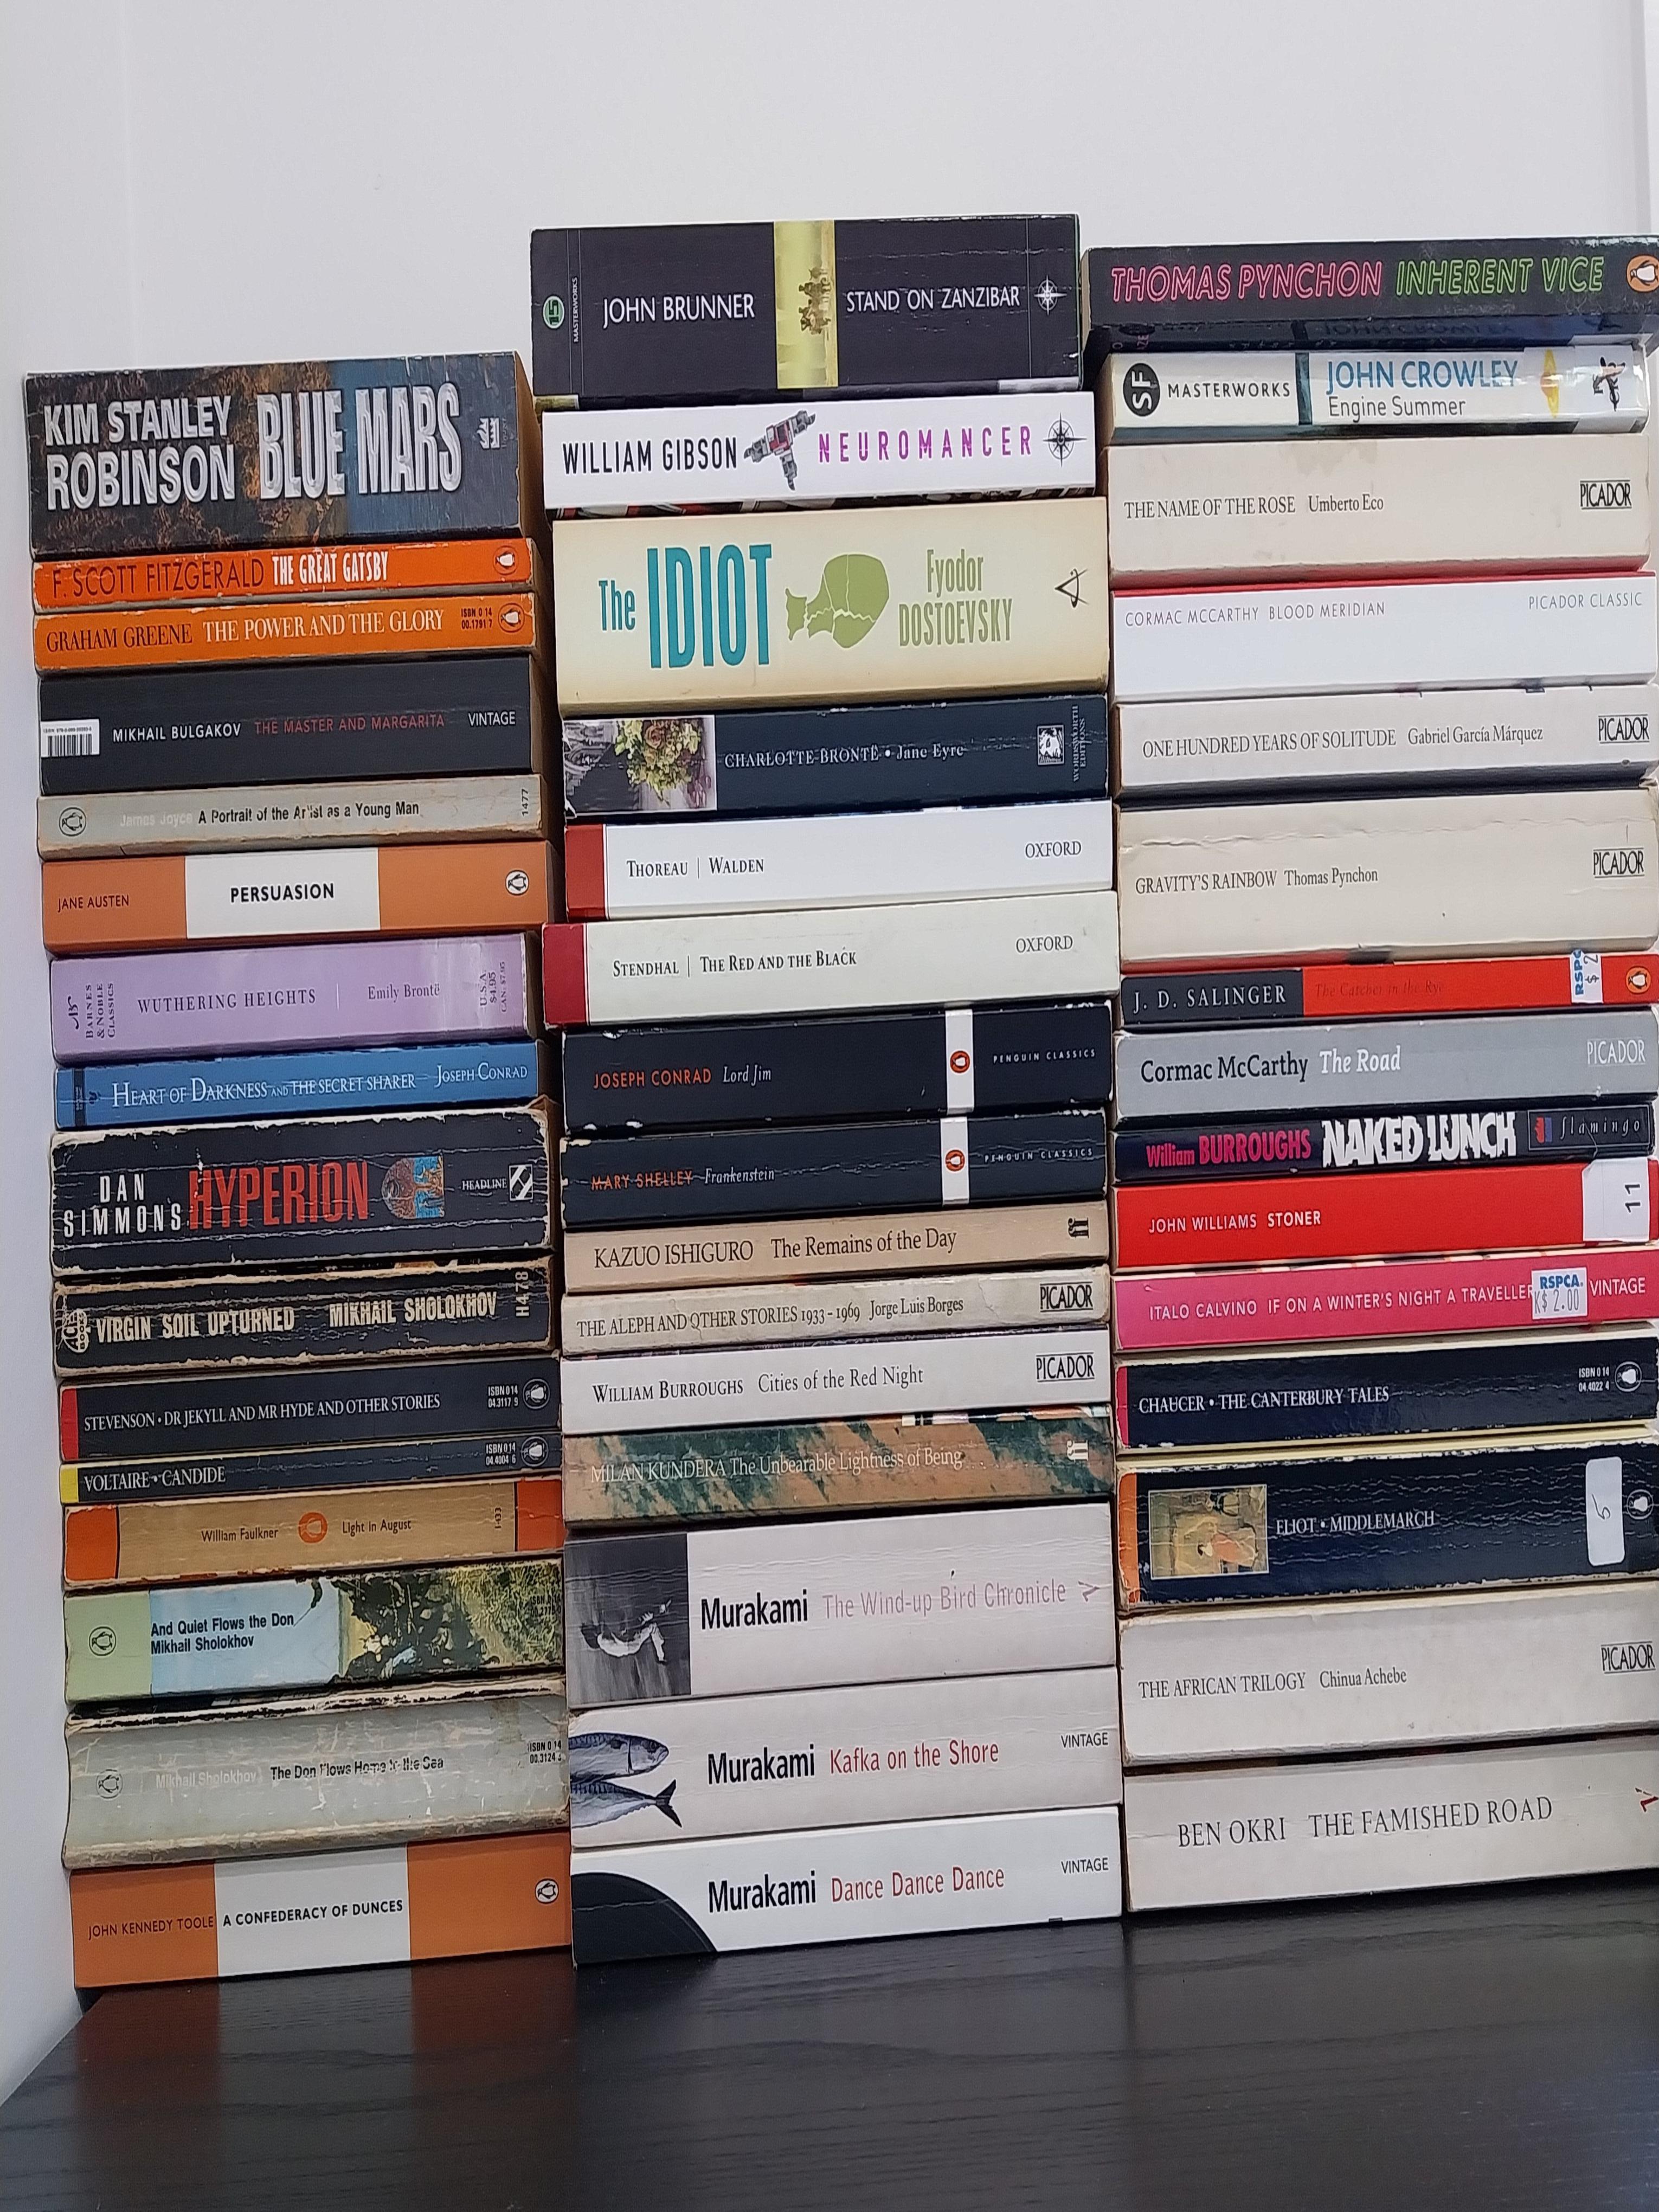 KIM STANLEY
ROBINSON
BLUE MARS
F. SCOTT FITZGERALD THE GREAT GATSBY
GRAHAM GREENE THE POWER AND THE GLORY
ISBN 0 14
00.1791 7
MIKHAIL BULGAKOV THE MASTER AND MARGARITA VINTAGE
James Joyce A Portrait of the Artist as a Young Man
1477
JANE AUSTEN PERSUASION
BARNES
& NOBLE
CLASSICS
WUTHERING HEIGHTS Emily Brontë
U.S.A
$4.95
CAN. $7.95
HEART OF DARKNESS AND THE SECRET SHARER JOSEPH CONRAD
DAN
SIMMONS
HYPERION
HEADLINE
VIRGIN SOIL UPTURNED MIKHAIL SHOLOKHOV
H478
STEVENSON • DR JEKYLL AND MR HYDE AND OTHER STORIES
ISBN 0 14
04.3117 9
VOLTAIRE • CANDIDE
ISBN 0 14
04.4004 6
William Faulkner Light in August
1433
And Quiet Flows the Don
Mikhail Sholokhov
Mikhail Sholokhov The Don Flows Home to the Sea
ISBN 0 14
JOHN KENNEDY TOOLE A CONFEDERACY OF DUNCES
SF
MASTERWORKS
JOHN BRUNNER STAND ON ZANZIBAR
WILLIAM GIBSON NEUROMANCER
The IDIOT
Fyodor
DOSTOEVSKY
CHARLOTTE BRONTË • Jane Eyre
WORDSWORTH
EDITIONS
THOREAU | WALDEN OXFORD
STENDHAL | THE RED AND THE BLACK OXFORD
JOSEPH CONRAD Lord Jim PENGUIN CLASSICS
MARY SHELLEY Frankenstein PENGUIN CLASSICS
KAZUO ISHIGURO The Remains of the Day
THE ALEPH AND OTHER STORIES 1933 - 1969 Jorge Luis Borges PICADOR
WILLIAM BURROUGHS Cities of the Red Night PICADOR
MILAN KUNDERA The Unbearable Lightness of Being
Murakami The Wind-up Bird Chronicle
Murakami Kafka on the Shore VINTAGE
Murakami Dance Dance Dance VINTAGE
THOMAS PYNCHON INHERENT VICE
SF MASTERWORKS
JOHN CROWLEY
Engine Summer
THE NAME OF THE ROSE Umberto Eco PICADOR
CORMAC MCCARTHY BLOOD MERIDIAN PICADOR CLASSIC
ONE HUNDRED YEARS OF SOLITUDE Gabriel García Márquez PICADOR
GRAVITY'S RAINBOW Thomas Pynchon PICADOR
J. D. SALINGER The Catcher in the Rye
RSPC
$ 2
Cormac McCarthy The Road PICADOR
William BURROUGHS NAKED LUNCH flamingo
JOHN WILLIAMS STONER
11
ITALO CALVINO IF ON A WINTER'S NIGHT A TRAVELLER VINTAGE
RSPCA.
K$ 2.00
CHAUCER • THE CANTERBURY TALES
ISBN 0 14
04.4022 4
ELIOT • MIDDLEMARCH
THE AFRICAN TRILOGY Chinua Achebe PICADOR
BEN OKRI THE FAMISHED ROAD